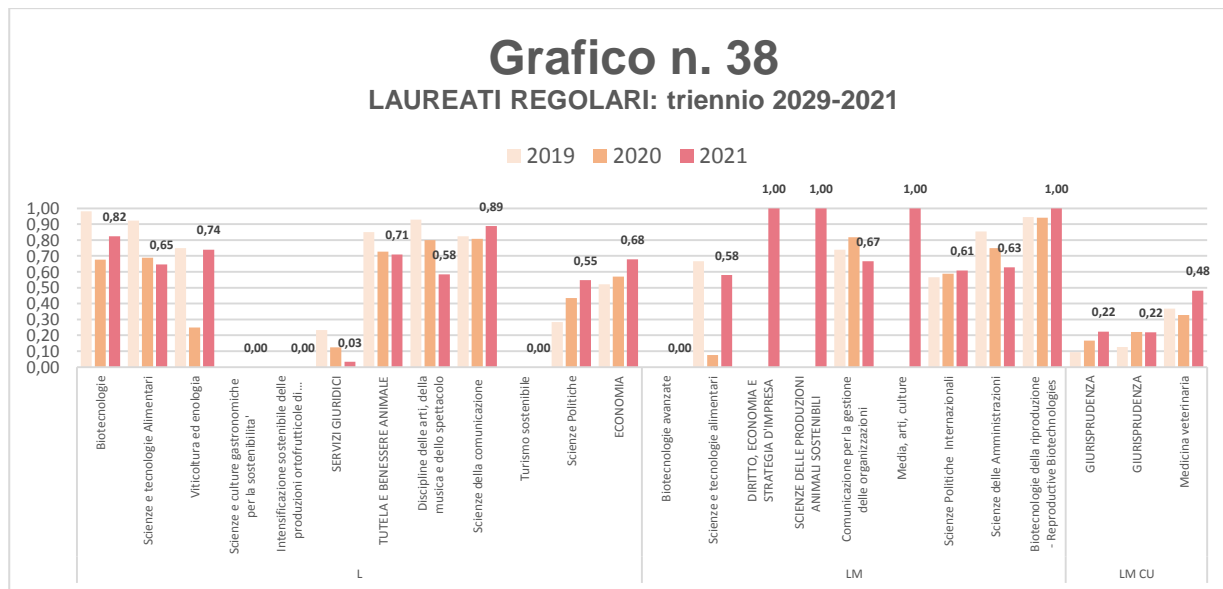 Grafico n. 38
LAUREATI REGOLARI: triennio 2029-2021
2019 2020 2021
1,00
0,90
0,80
0,70
0,60
0,50
0,40
0,30
0,20
0,10
0,00
0,82
0,65
0,74
0,00
0,00
0,03
0,71
0,58
0,89
0,00
0,55
0,68
0,00
0,58
1,00
1,00
0,67
1,00
0,61
0,63
1,00
0,22
0,22
0,48
Biotecnologie
Scienze e tecnologie Alimentari
Viticoltura ed enologia
Scienze e culture gastronomiche
per la sostenibilita'
Intensificazione sostenibile delle
produzioni ortofrutticole di...
SERVIZI GIURIDICI
TUTELA E BENESSERE ANIMALE
Discipline delle arti, della
musica e dello spettacolo
Scienze della comunicazione
Turismo sostenibile
Scienze Politiche
ECONOMIA
Biotecnologie avanzate
Scienze e tecnologie alimentari
DIRITTO, ECONOMIA E
STRATEGIA D'IMPRESA
SCIENZE DELLE PRODUZIONI
ANIMALI SOSTENIBILI
Comunicazione per la gestione
delle organizzazioni
Media, arti, culture
Scienze Politiche Internazionali
Scienze delle Amministrazioni
Biotecnologie della riproduzione
- Reproductive Biotechnologies
GIURISPRUDENZA
GIURISPRUDENZA
Medicina veterinaria
L
LM
LM CU